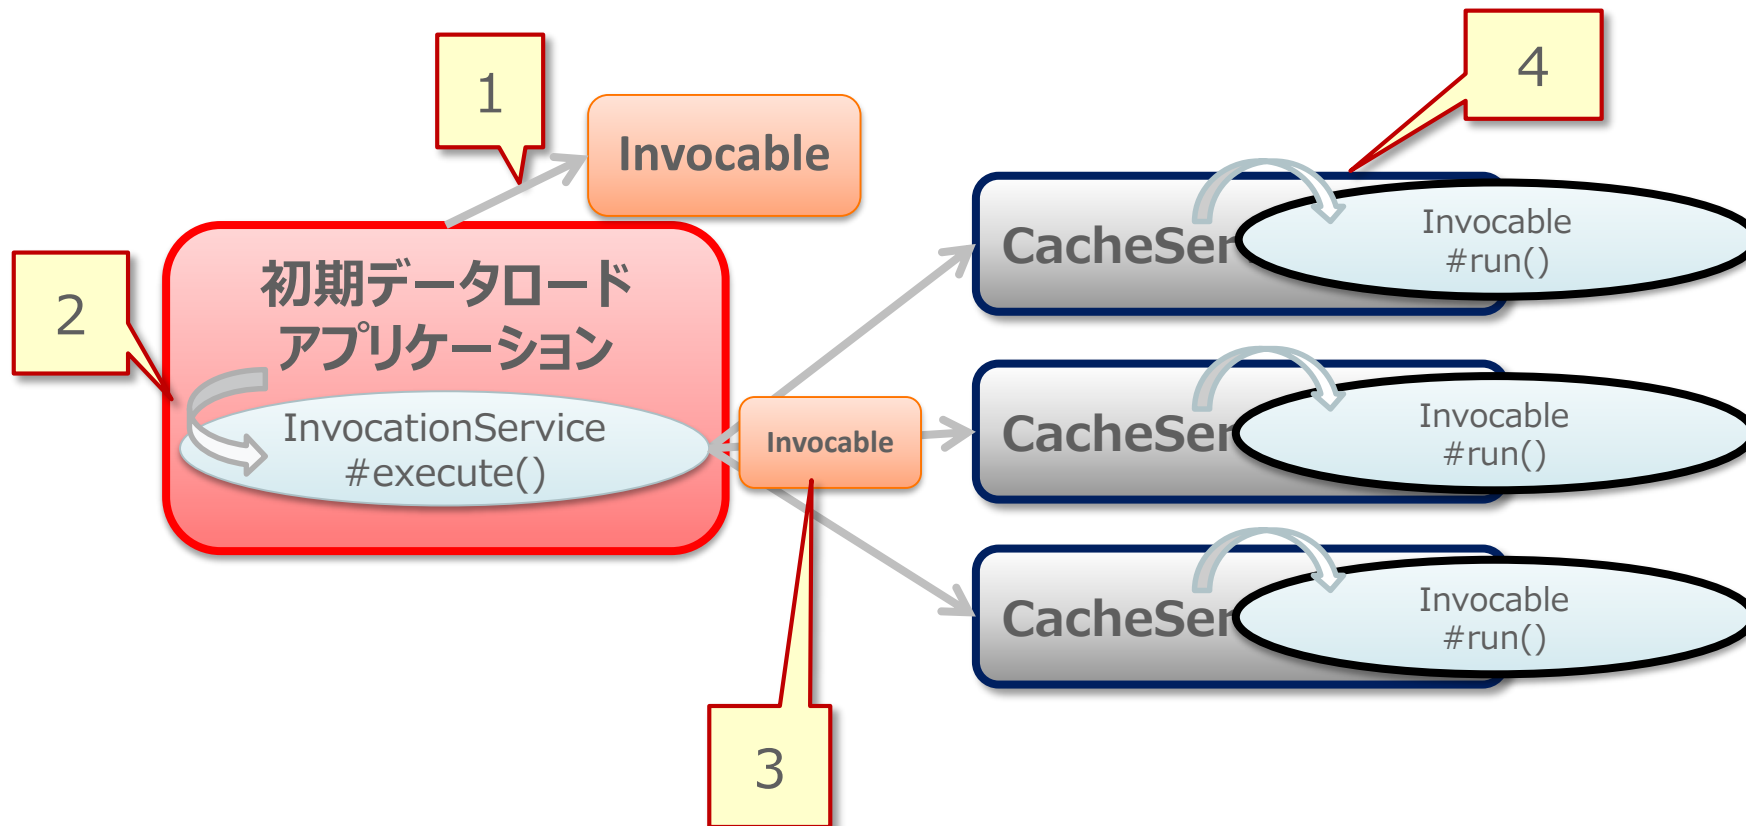 1
4
Invocable
2
初期データロード
アプリケーション
InvocationService
#execute()
Invocable
3
CacheSer
Invocable
#run()
CacheSer
Invocable
#run()
CacheSer
Invocable
#run()